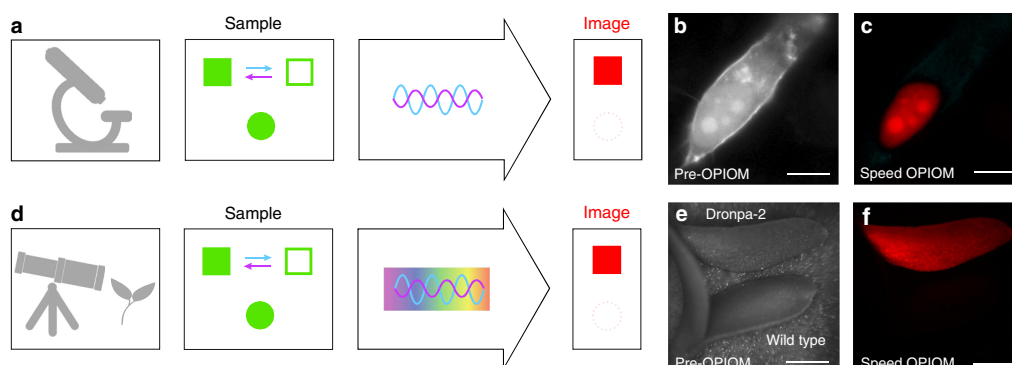 a
Sample
Image
b
Pre-OPIOM
c
Speed OPIOM
d
Sample
Image
e
Dronpa-2
Wild type
Pre-OPIOM
f
Speed OPIOM